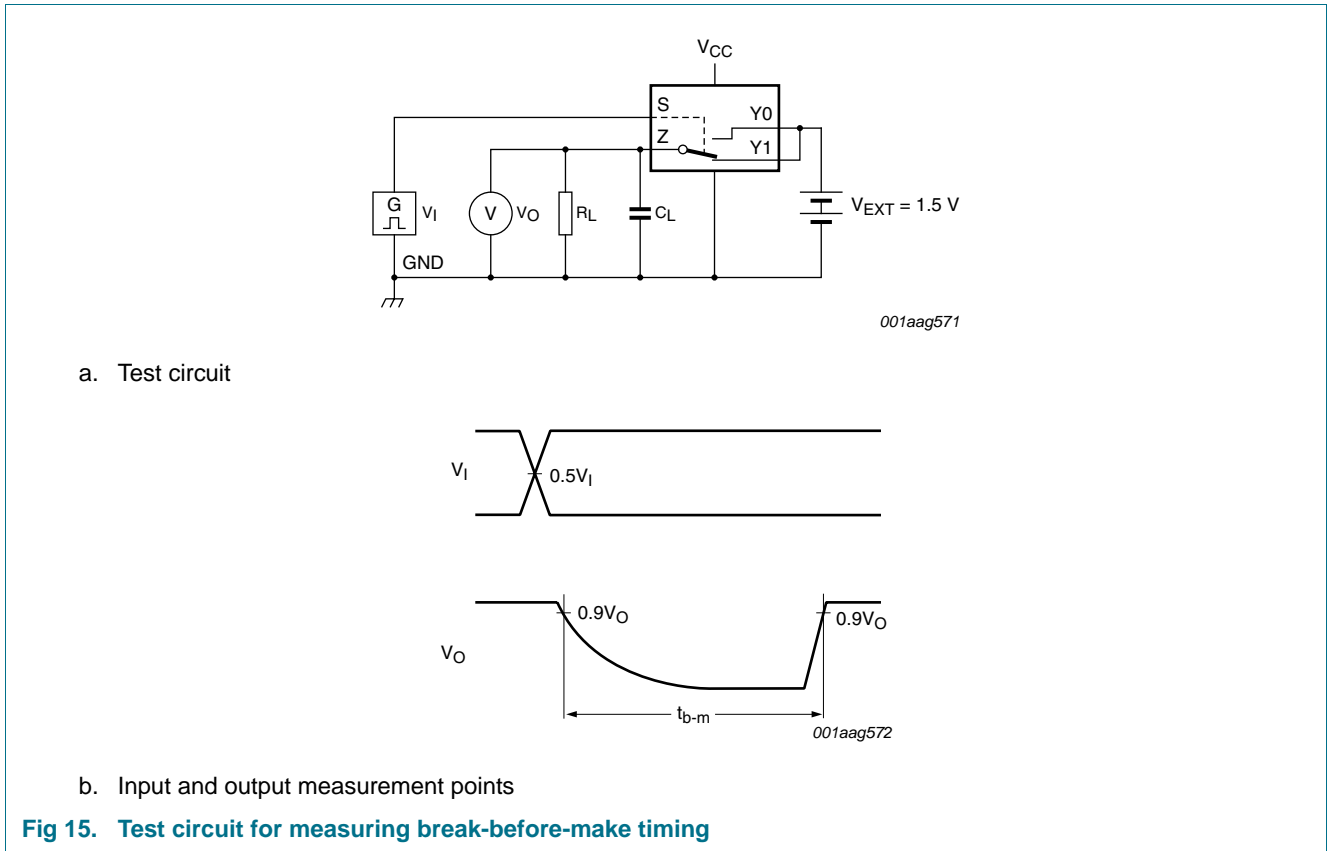 VCC
S
Y0
Z
Y1
G
VI
V
VO
RL
CL
VEXT = 1.5 V
GND
001aag571
a. Test circuit
VI
0.5VI
0.9VO
0.9VO
VO
tb-m
001aag572
b. Input and output measurement points
Fig 15. Test circuit for measuring break-before-make timing